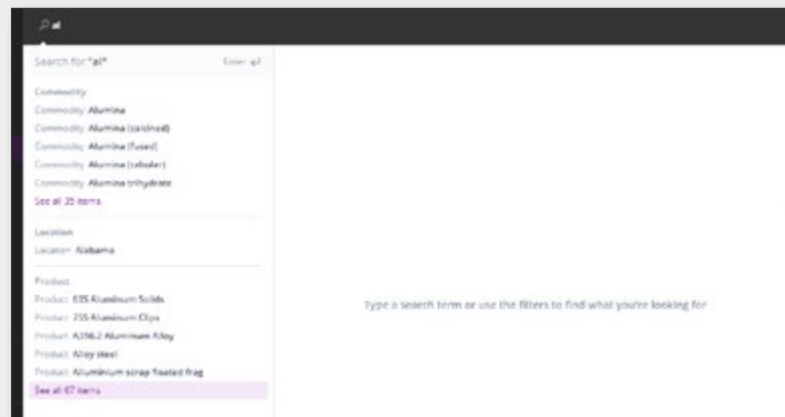 al
Search for "al" Enter ↵
Commodity
Commodity Alumina
Commodity Alumina (calcined)
Commodity Alumina (fused)
Commodity Alumina (tabular)
Commodity Alumina trihydrate
See all 35 items
Location
Location Alabama
Product
Product 635 Aluminum Solids
Product 755 Aluminum Clips
Product A356.2 Aluminum Alloy
Product Alloy steel
Product Aluminium scrap floated frag
See all 67 items
Type a search term or use the filters to find what you're looking for